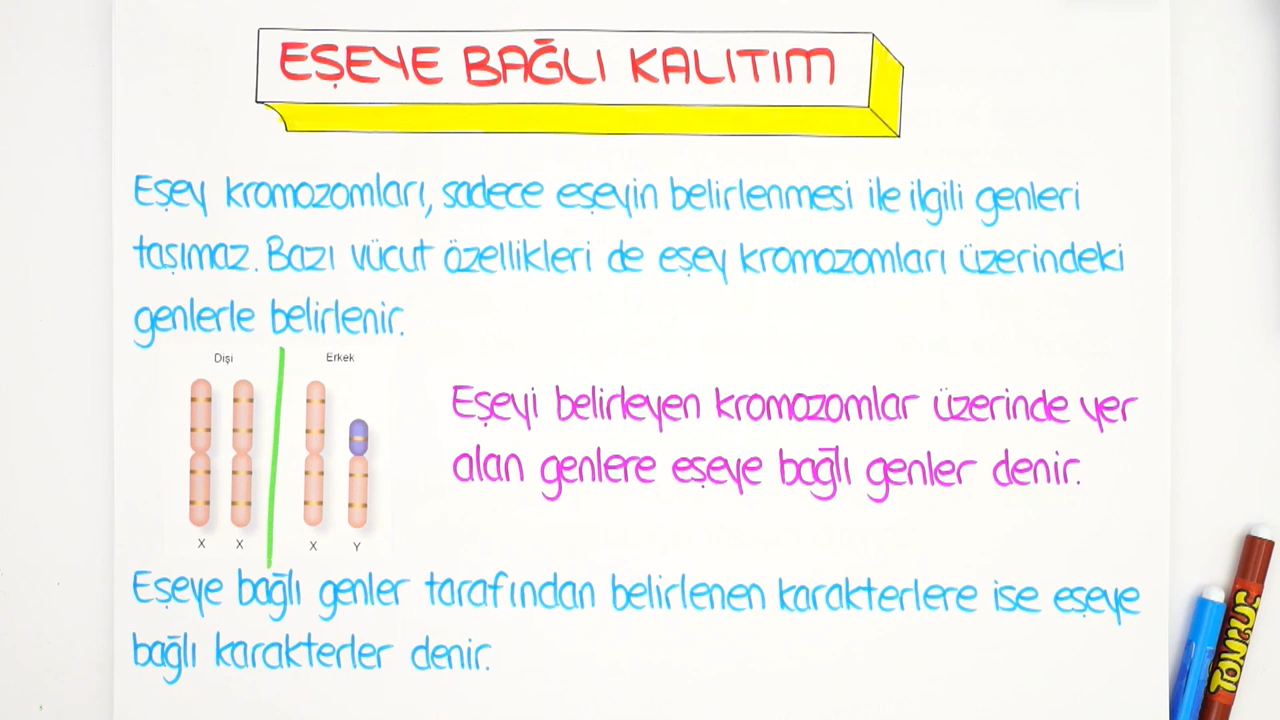 EŞEYE BAĞLI KALITIM
Eşey kromozomları, sadece eşeyin belirlenmesi ile ilgili genleri
taşımaz. Bazı vücut özellikleri de eşey kromozomları üzerindeki
genlerle belirlenir.
Dişi Erkek
X X X Y
Eşeyi belirleyen kromozomlar üzerinde yer
alan genlere eşeye bağlı genler denir.
Eşeye bağlı genler tarafından belirlenen karakterlere ise eşeye
bağlı karakterler denir.